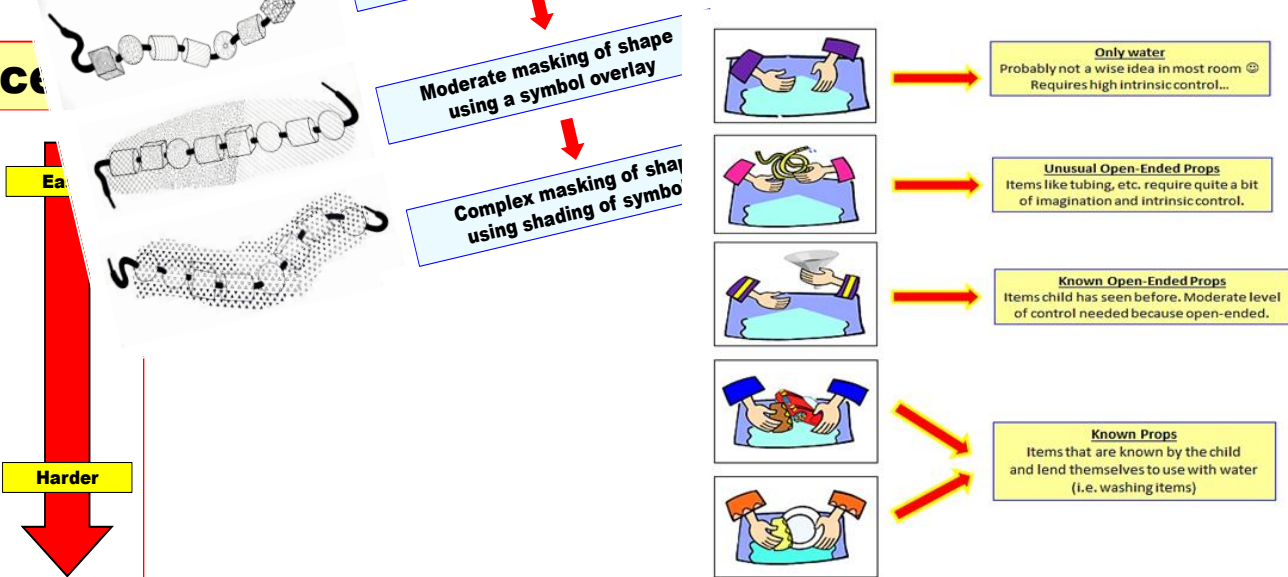 Moderate masking of shape
using a symbol overlay
Complex masking of
using shading of
Harder
Only water
Probably not a wise idea in most room ☺
Requires high intrinsic control...
Unusual Open-Ended Props
Items like tubing, etc. require quite a bit
of imagination and intrinsic control.
Known Open-Ended Props
Items child has seen before. Moderate level
of control needed because open-ended.
Known Props
Items that are known by the child
and lend themselves to use with water
(i.e. washing items)